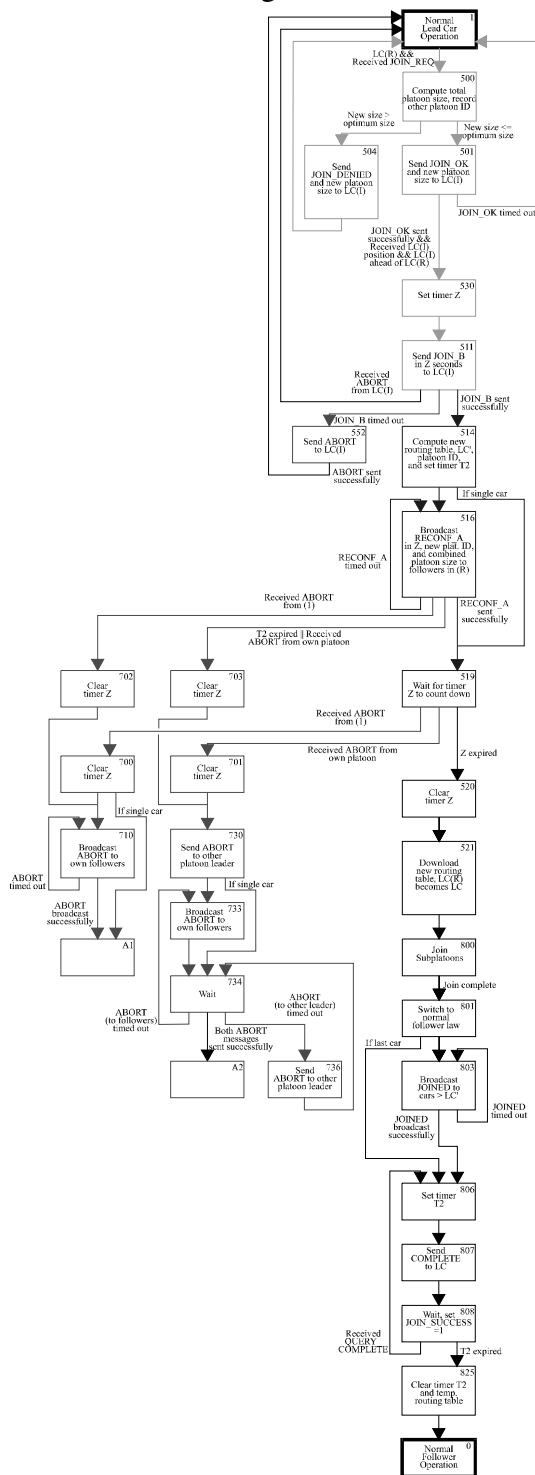 1
Normal
Lead Car
Operation
LC(R) &&
Received JOIN_REQ
500
Compute total
platoon size, record
other platoon ID
New size >
optimum size
New size <=
optimum size
504
Send
JOIN_DENIED
and new platoon
size to LC(I)
501
Send JOIN_OK
and new platoon
size to LC(I)
JOIN_OK timed out
JOIN_OK sent
successfully &&
Received LC(I)
position && LC(I)
ahead of LC(R)
530
Set timer Z
511
Send JOIN_B
in Z seconds
to LC(I)
Received
ABORT
from LC(I)
JOIN_B sent
successfully
JOIN_B timed out
552
Send ABORT
to LC(I)
ABORT sent
successfully
514
Compute new
routing table, LC',
platoon ID,
and set timer T2
If single car
516
Broadcast
RECONF_A
in Z, new plat. ID,
and combined
platoon size to
followers in (R)
RECONF_A
timed out
Received ABORT
from (1)
RECONF_A
sent
successfully
T2 expired || Received
ABORT from own platoon
702
Clear
timer Z
703
Clear
timer Z
519
Wait for timer
Z to count down
Received ABORT
from (1)
Received ABORT from
own platoon
Z expired
700
Clear
timer Z
701
Clear
timer Z
520
Clear
timer Z
If single car
710
Broadcast
ABORT to
own followers
ABORT
timed out
730
Send ABORT
to other
platoon leader
521
Download
new routing
table, LC(R)
becomes LC
If single car
ABORT
broadcast
successfully
733
Broadcast
ABORT to
own followers
A1
800
Join
Subplatoons
Join complete
734
Wait
ABORT
(to followers)
timed out
ABORT
(to other leader)
timed out
801
Switch to
normal
follower law
Both ABORT
messages
sent successfully
If last car
A2
736
Send
ABORT to other
platoon leader
803
Broadcast
JOINED to
cars > LC'
JOINED
timed out
JOINED
broadcast
successfully
806
Set timer
T2
807
Send
COMPLETE
to LC
808
Wait, set
JOIN_SUCCESS
=1
Received
QUERY
COMPLETE
T2 expired
825
Clear timer T2
and temp.
routing table
0
Normal
Follower
Operation